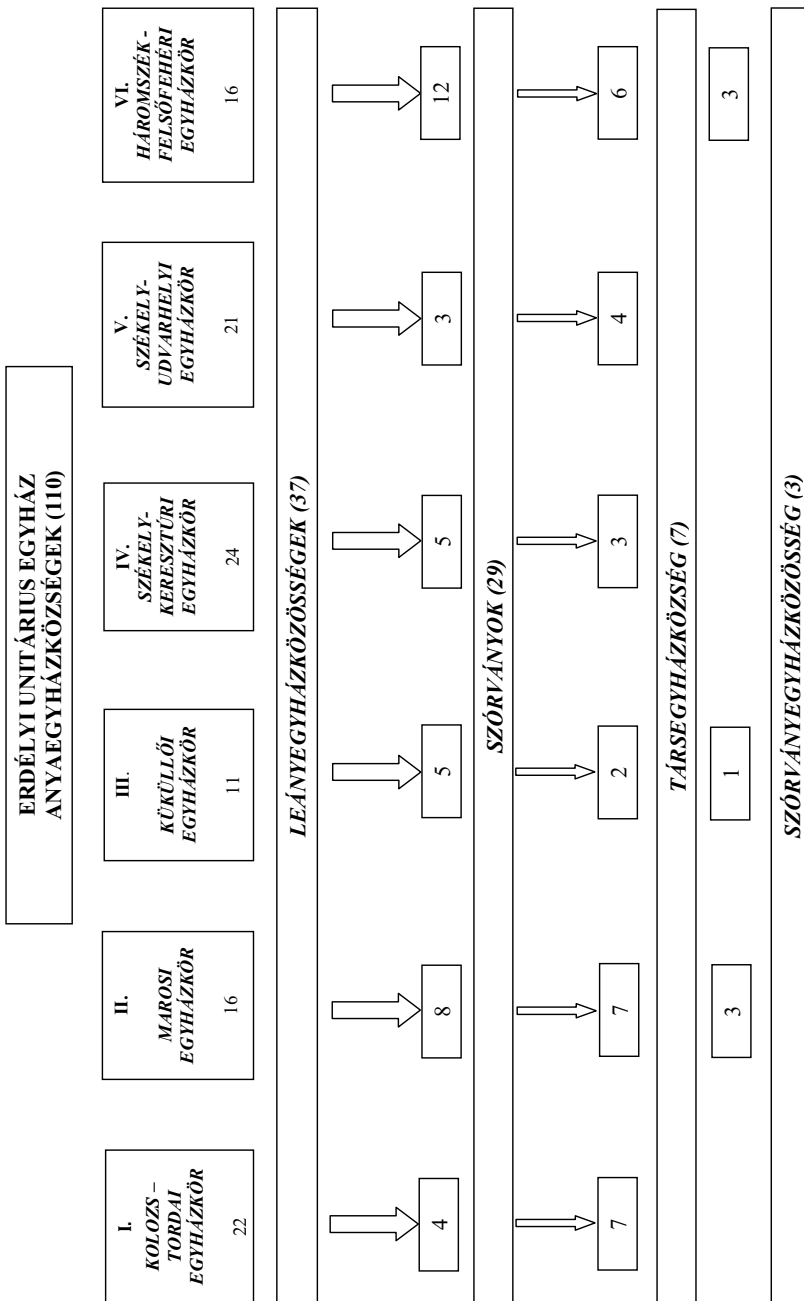 ERDÉLYI UNITÁRIUS EGYHÁZ
ANYAEGYHÁZKÖZSÉGEK (110)
I.
KOLOZS –
TORDAI
EGYHÁZKÖR
22
II.
MAROSI
EGYHÁZKÖR
16
III.
KÜKÜLLŐI
EGYHÁZKÖR
11
IV.
SZÉKELY-
KERESZTÚRI
EGYHÁZKÖR
24
V.
SZÉKELY-
UDVARHELYI
EGYHÁZKÖR
21
VI.
HÁROMSZÉK -
FELSŐFEHÉRI
EGYHÁZKÖR
16
LEÁNYEGYHÁZKÖZÖSSÉGEK (37)
4
8
5
5
3
12
SZÓRVÁNYOK (29)
7
7
2
3
4
6
TÁRSEGYHÁZKÖZSÉG (7)
3
1
3
SZÓRVÁNYEGYHÁZKÖZÖSSÉG (3)